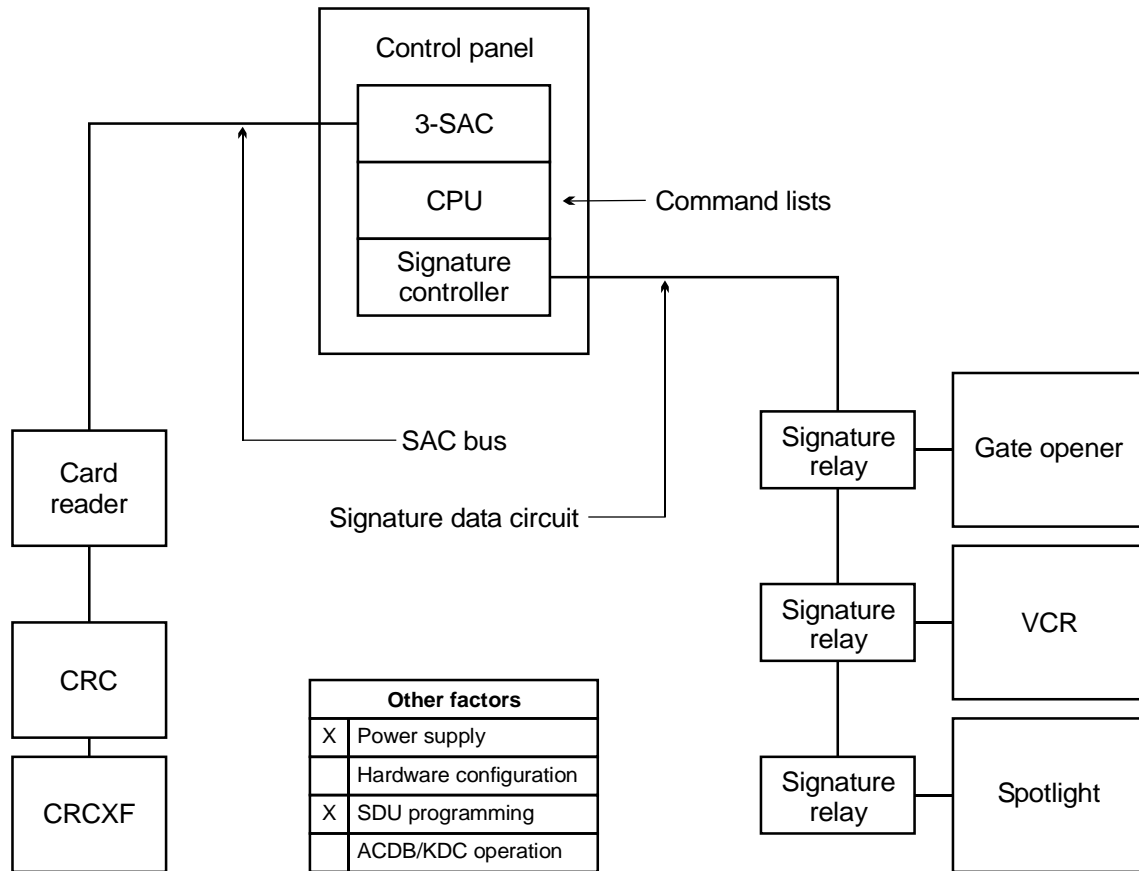 Control panel
3-SAC
CPU
Command lists
Signature
controller
SAC bus
Signature data circuit
Card
reader
CRC
CRCXF
Signature
relay
Gate opener
Signature
relay
VCR
Signature
relay
Spotlight
Other factors
X Power supply
Hardware configuration
X SDU programming
ACDB/KDC operation